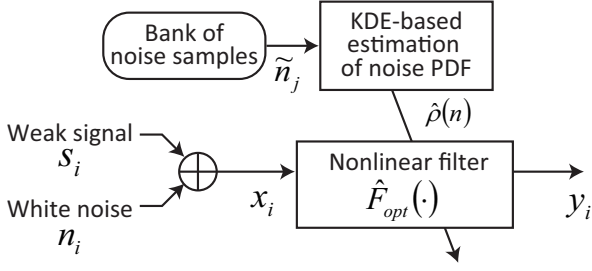 Bank of
noise samples
ñ_j
KDE-based
estimation
of noise PDF
ρ̂(n)
Weak signal
s_i
White noise
n_i
x_i
Nonlinear filter
F̂_opt(·)
y_i